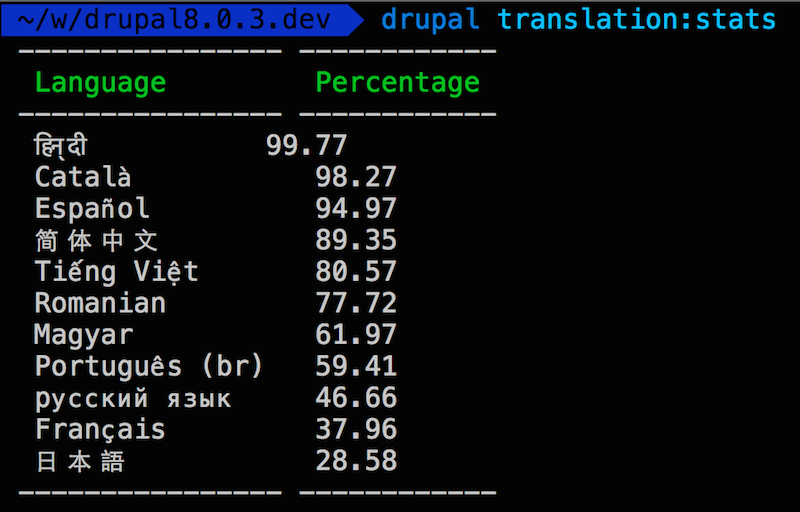 ~/w/drupal8.0.3.dev drupal translation:stats
---------------- ------------
Language Percentage
---------------- ------------
हिन्दी 99.77
Català 98.27
Español 94.97
简体中文 89.35
Tiếng Việt 80.57
Romanian 77.72
Magyar 61.97
Português (br) 59.41
русский язык 46.66
Français 37.96
日本語 28.58
---------------- ------------